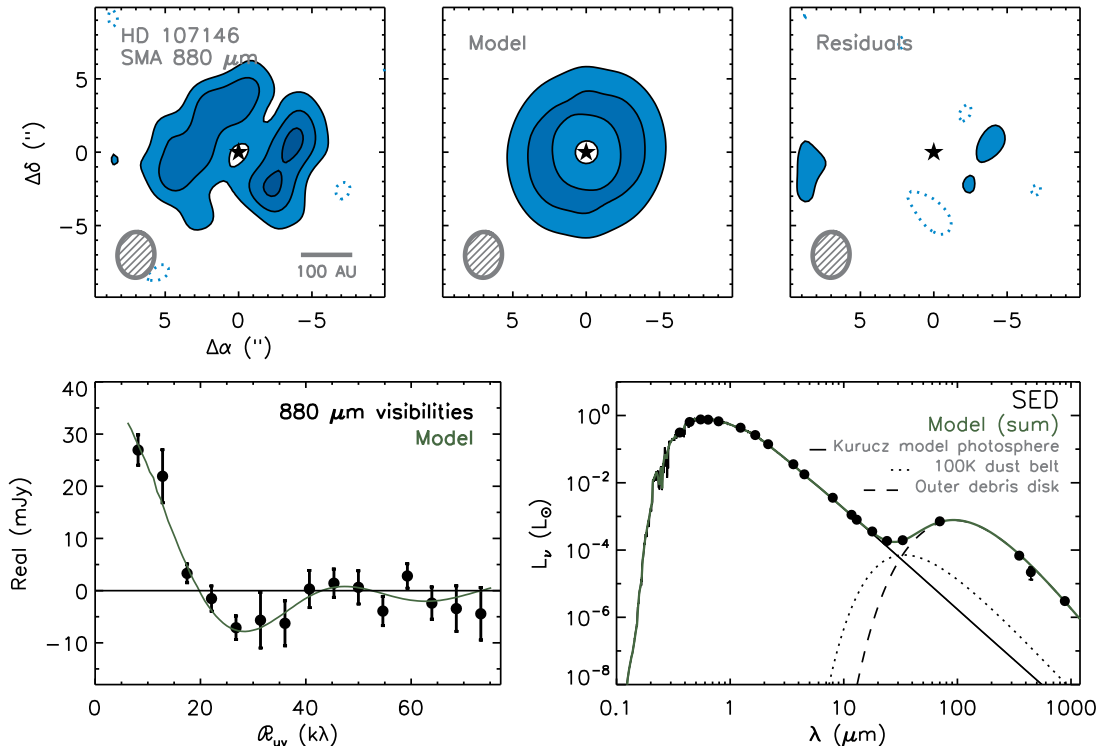 HD 107146
SMA 880 μm
Model
Residuals
5
0
-5
Δδ (")
100 AU
5
0
-5
5
0
-5
5
0
-5
Δα (")
40
30
20
10
0
-10
Real (mJy)
880 μm visibilities
Model
0
20
40
60
ℛuv (kλ)
SED
Model (sum)
Kurucz model photosphere
100K dust belt
Outer debris disk
10⁰
10⁻²
10⁻⁴
10⁻⁶
10⁻⁸
Lν (L⊙)
0.1
1
10
100
1000
λ (μm)